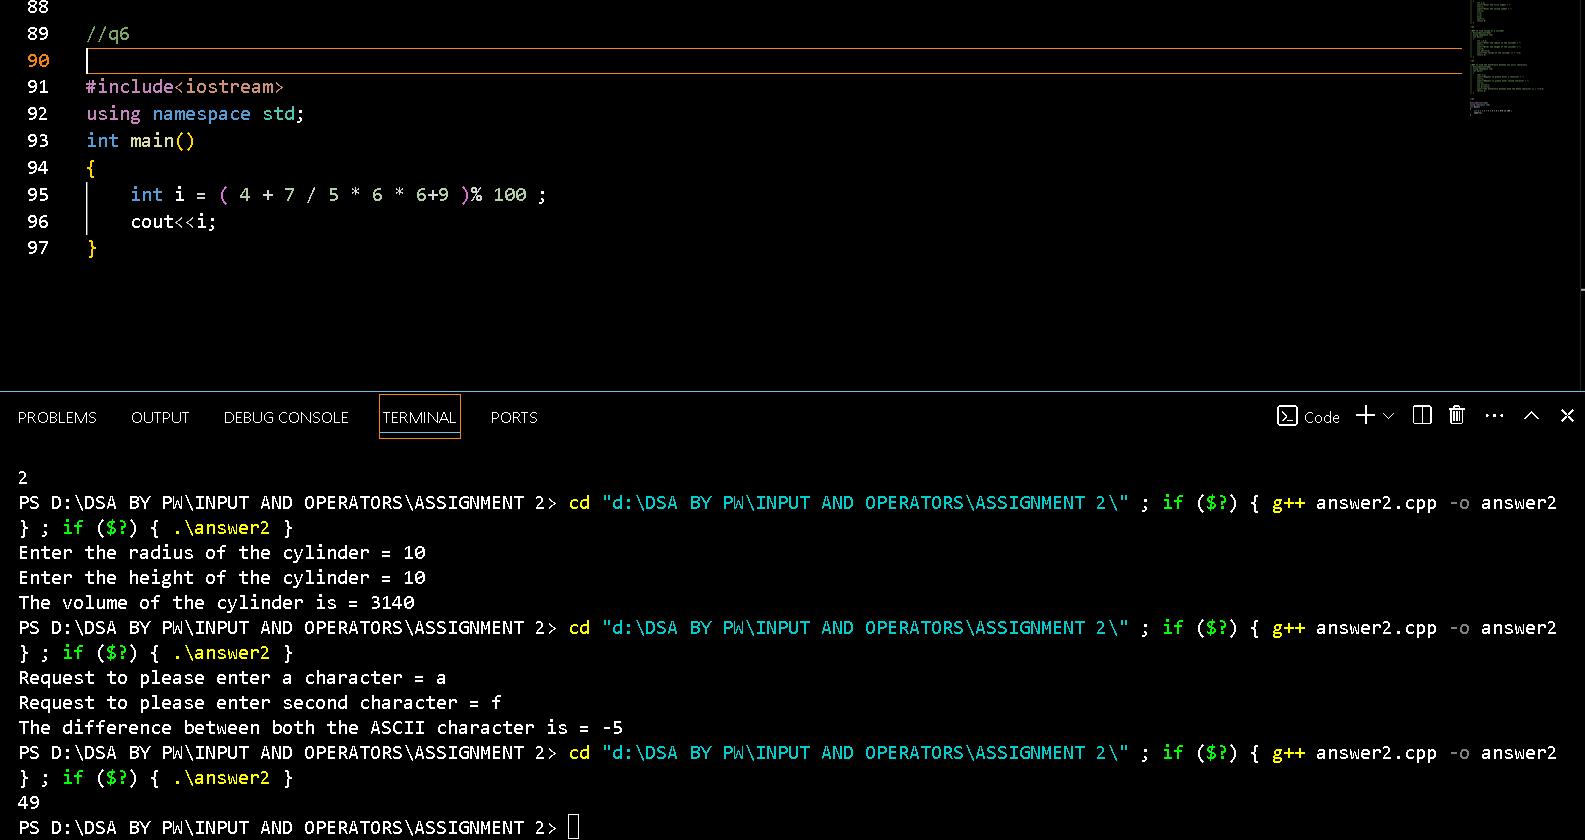 88
89 //q6
90
91 #include<iostream>
92 using namespace std;
93 int main()
94 {
95 int i = ( 4 + 7 / 5 * 6 * 6+9 )% 100 ;
96 cout<<i;
97 }
PROBLEMS OUTPUT DEBUG CONSOLE TERMINAL PORTS Code
2
PS D:\DSA BY PW\INPUT AND OPERATORS\ASSIGNMENT 2> cd "d:\DSA BY PW\INPUT AND OPERATORS\ASSIGNMENT 2\" ; if ($?) { g++ answer2.cpp -o answer2
} ; if ($?) { .\answer2 }
Enter the radius of the cylinder = 10
Enter the height of the cylinder = 10
The volume of the cylinder is = 3140
PS D:\DSA BY PW\INPUT AND OPERATORS\ASSIGNMENT 2> cd "d:\DSA BY PW\INPUT AND OPERATORS\ASSIGNMENT 2\" ; if ($?) { g++ answer2.cpp -o answer2
} ; if ($?) { .\answer2 }
Request to please enter a character = a
Request to please enter second character = f
The difference between both the ASCII character is = -5
PS D:\DSA BY PW\INPUT AND OPERATORS\ASSIGNMENT 2> cd "d:\DSA BY PW\INPUT AND OPERATORS\ASSIGNMENT 2\" ; if ($?) { g++ answer2.cpp -o answer2
} ; if ($?) { .\answer2 }
49
PS D:\DSA BY PW\INPUT AND OPERATORS\ASSIGNMENT 2>